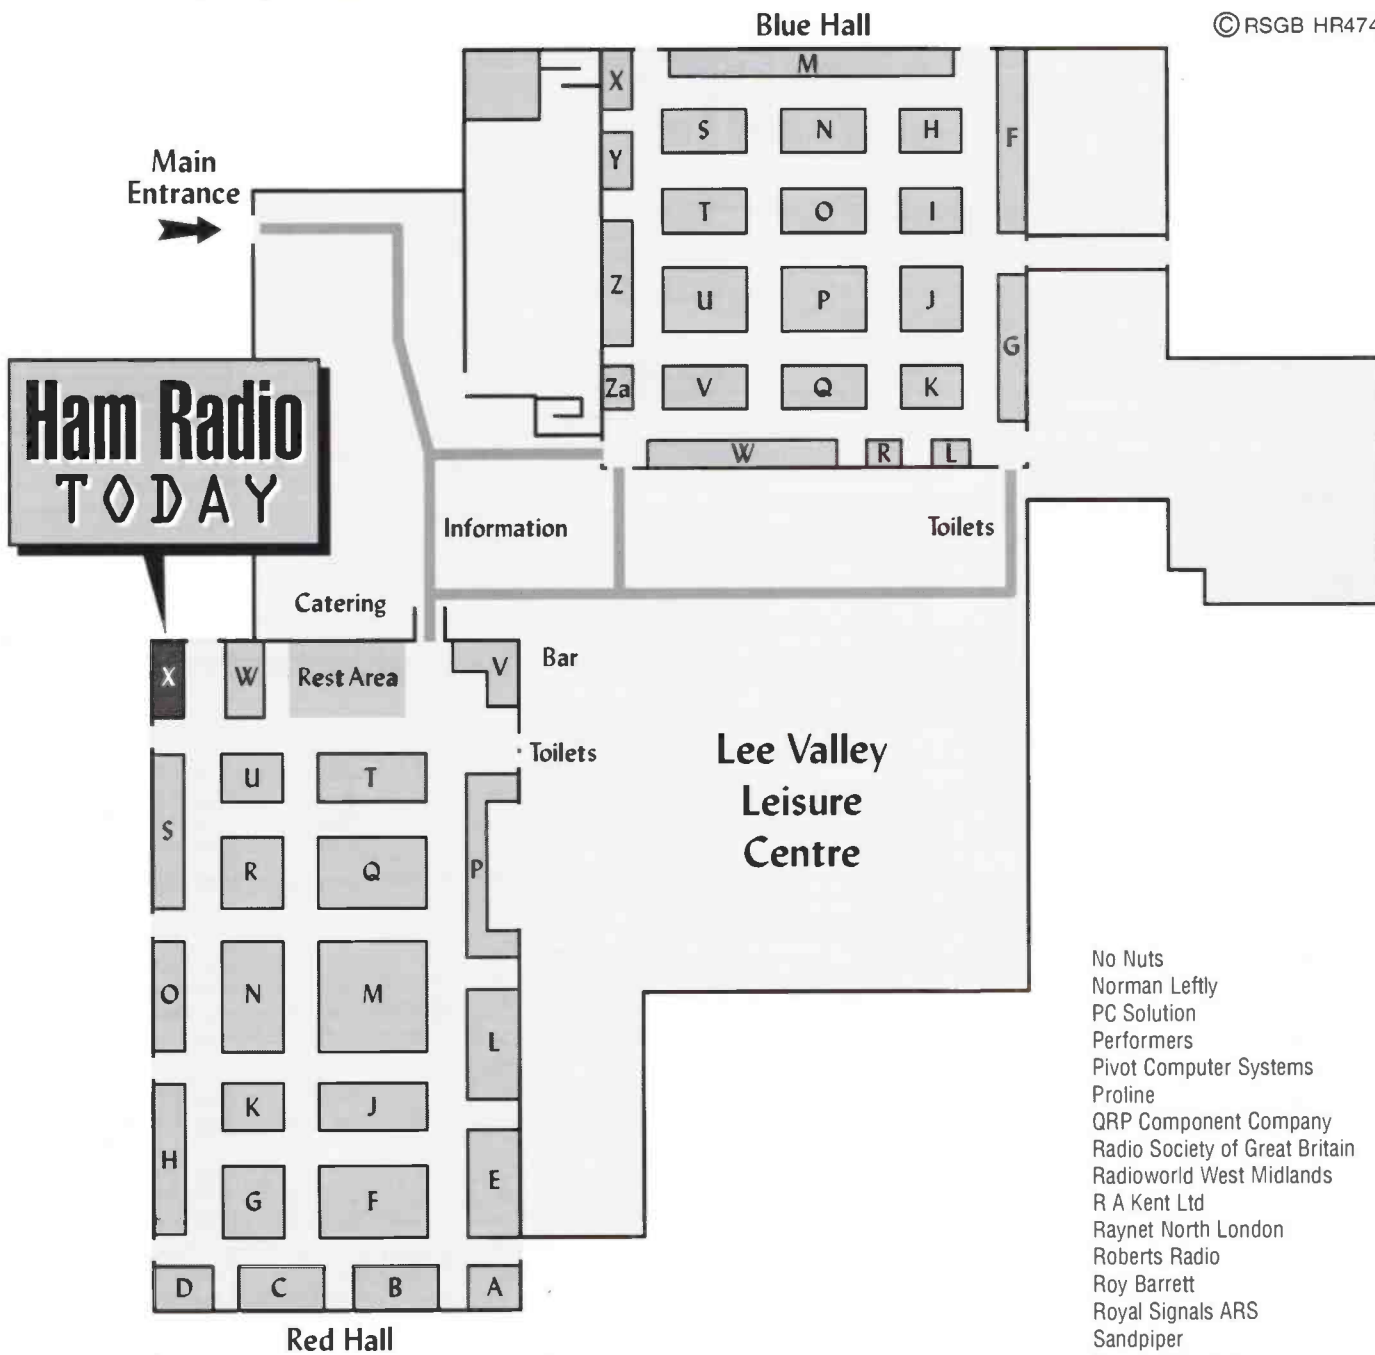 Blue Hall
© RSGB HR474
X
M
S
N
H
F
Y
T
O
I
Z
U
P
J
G
Za
V
Q
K
W
R
L
Main
Entrance
Ham Radio
TODAY
Information
Toilets
Catering
X
W
Rest Area
V
Bar
Toilets
U
T
S
R
Q
P
Lee Valley
Leisure
Centre
O
N
M
L
K
J
H
G
F
E
D
C
B
A
Red Hall
No Nuts
Norman Leftly
PC Solution
Performers
Pivot Computer Systems
Proline
QRP Component Company
Radio Society of Great Britain
Radioworld West Midlands
R A Kent Ltd
Raynet North London
Roberts Radio
Roy Barrett
Royal Signals ARS
Sandpiper